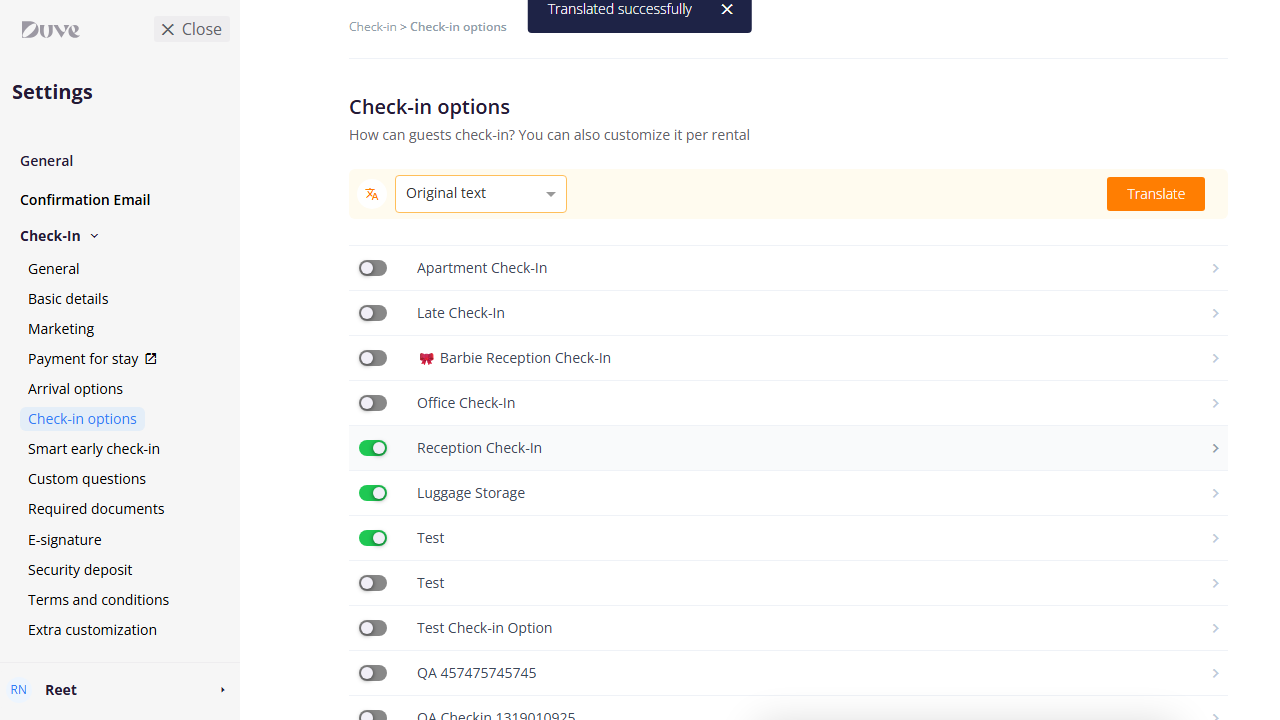 Duve
Close
Settings
General
Confirmation Email
Check-In
General
Basic details
Marketing
Payment for stay
Arrival options
Check-in options
Smart early check-in
Custom questions
Required documents
E-signature
Security deposit
Terms and conditions
Extra customization
RN Reet
Translated successfully
Check-in > Check-in options
Check-in options
How can guests check-in? You can also customize it per rental
Original text
Translate
Apartment Check-In
Late Check-In
🎀 Barbie Reception Check-In
Office Check-In
Reception Check-In
Luggage Storage
Test
Test
Test Check-in Option
QA 457475745745
QA Checkin 1319010925